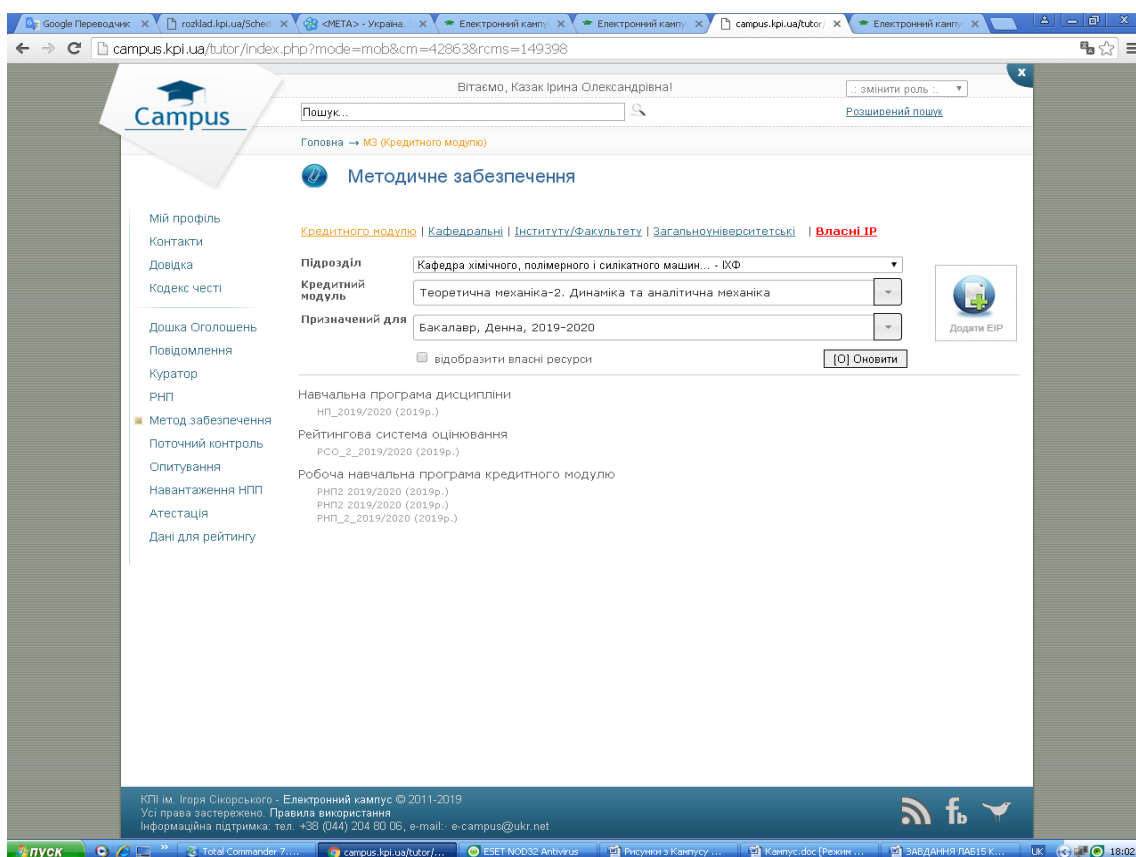 Google Переводчик
rozklad.kpi.ua/Sched
<META> - Україна.
Електронний кампу
Електронний кампу
campus.kpi.ua/tutor/
Електронний кампу
campus.kpi.ua/tutor/index.php?mode=mob&cm=42863&rcms=149398
x
Вітаємо, Казак Ірина Олександрівна!
.: змінити роль :.
Campus
Пошук...
Розширений пошук
Головна → МЗ (Кредитного модулю)
Методичне забезпечення
Мій профіль
Контакти
Довідка
Кодекс честі
Дошка Оголошень
Повідомлення
Куратор
РНП
Метод.забезпечення
Поточний контроль
Опитування
Навантаження НПП
Атестація
Дані для рейтингу
Кредитного модулю | Кафедральні | Інституту/Факультету | Загальноуніверситетські | Власні ІР
Підрозділ
Кафедра хімічного, полімерного і силікатного машин... - ІХФ
Кредитний модуль
Теоретична механіка-2. Динаміка та аналітична механіка
Призначений для
Бакалавр, Денна, 2019-2020
Додати ЕІР
відобразити власні ресурси
[О] Оновити
Навчальна програма дисципліни
НП_2019/2020 (2019р.)
Рейтингова система оцінювання
РСО_2_2019/2020 (2019р.)
Робоча навчальна програма кредитного модулю
РНП2 2019/2020 (2019р.)
РНП2 2019/2020 (2019р.)
РНП_2_2019/2020 (2019р.)
КПІ ім. Ігоря Сікорського - Електронний кампус © 2011-2019
Усі права застережено. Правила використання
Інформаційна підтримка: тел. +38 (044) 204 80 06, e-mail: e-campus@ukr.net
пуск
Total Commander 7....
campus.kpi.ua/tutor/...
ESET NOD32 Antivirus
Рисунки з Кампусу ...
Кампус.doc [Режим ...
ЗАВДАННЯ ЛАБ15 К...
UK
18:02